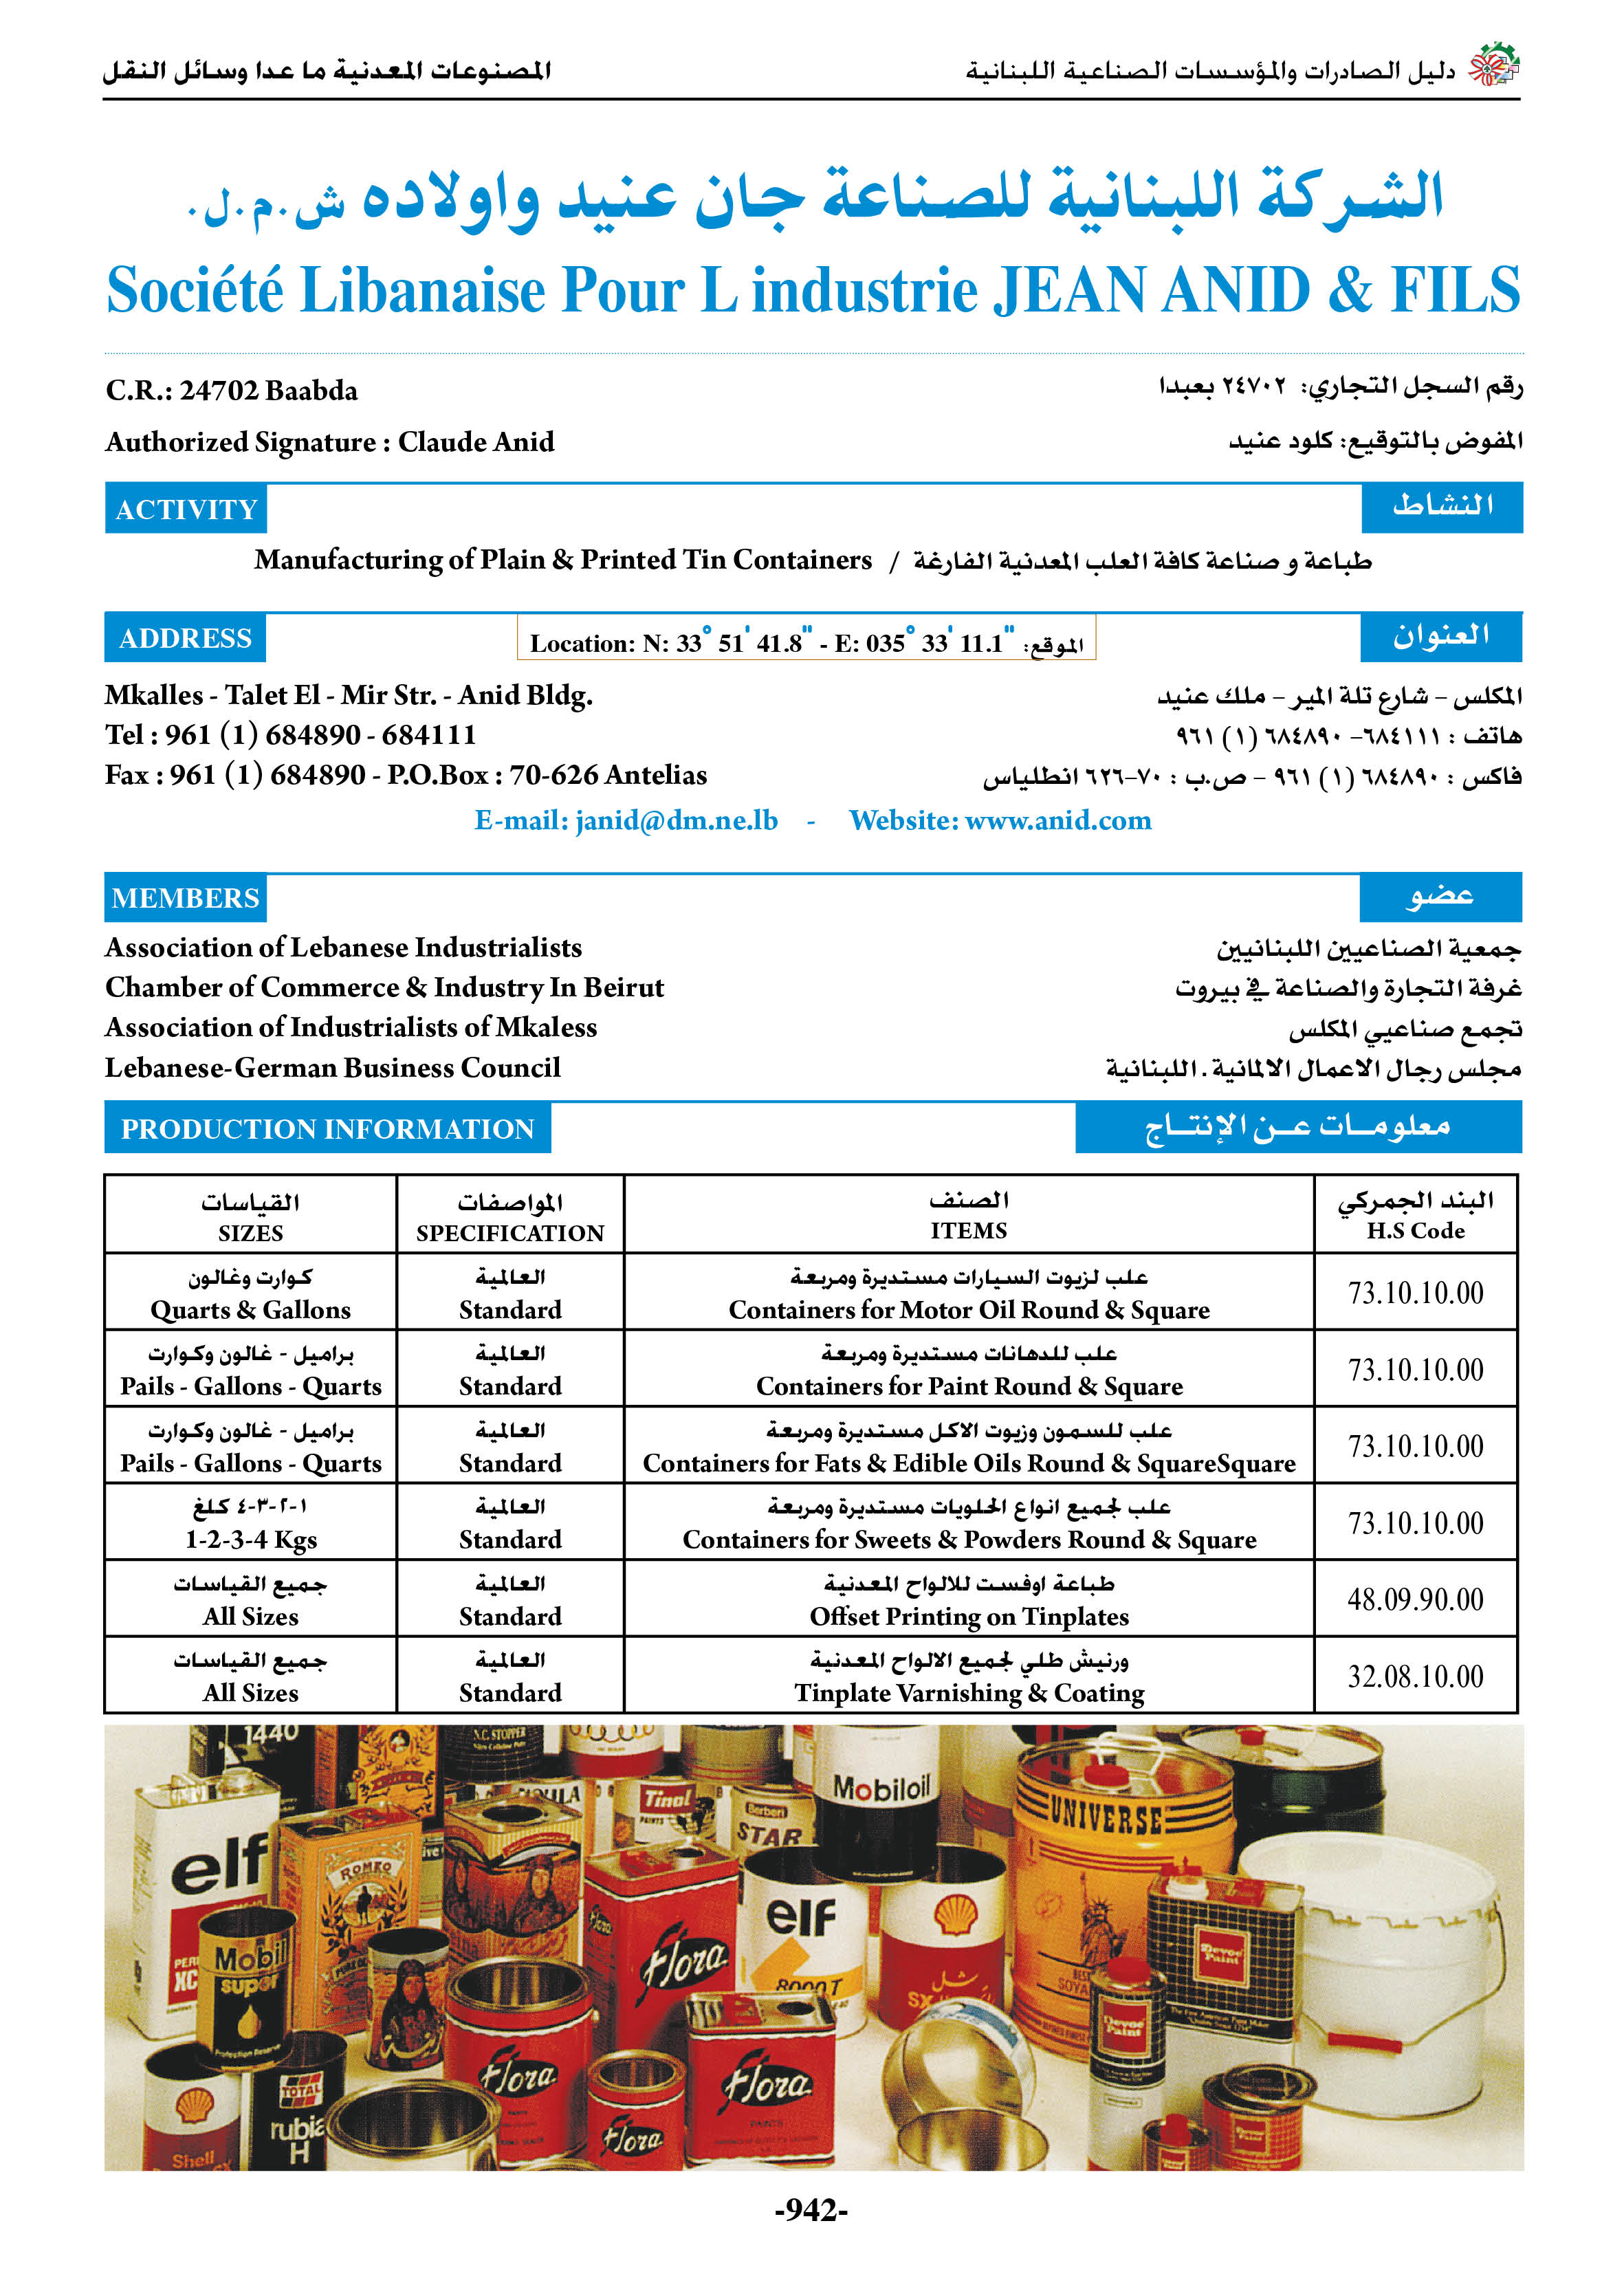 دليل الصادرات والمؤسسات الصناعية اللبنانية
المصنوعات المعدنية ما عدا وسائل النقل
الشركة اللبنانية للصناعة جان عنيد واولاده ش.م.ل.
Société Libanaise Pour L industrie JEAN ANID & FILS
C.R.: 24702 Baabda
رقم السجل التجاري: ٢٤٧٠٢ بعبدا
Authorized Signature : Claude Anid
المفوض بالتوقيع: كلود عنيد
ACTIVITY
النشاط
Manufacturing of Plain & Printed Tin Containers / طباعة و صناعة كافة العلب المعدنية الفارغة
ADDRESS
Location: N: 33° 51' 41.8" - E: 035° 33' 11.1" الموقع:
العنوان
Mkalles - Talet El - Mir Str. - Anid Bldg.
المكلس – شارع تلة المير – ملك عنيد
Tel : 961 (1) 684890 - 684111
هاتف : ٦٨٤١١١– ٦٨٤٨٩٠ (١) ٩٦١
Fax : 961 (1) 684890 - P.O.Box : 70-626 Antelias
فاكس : ٦٨٤٨٩٠ (١) ٩٦١ – ص.ب : ٧٠–٦٢٦ انطلياس
E-mail: janid@dm.ne.lb - Website: www.anid.com
MEMBERS
عضو
Association of Lebanese Industrialists
جمعية الصناعيين اللبنانيين
Chamber of Commerce & Industry In Beirut
غرفة التجارة والصناعة في بيروت
Association of Industrialists of Mkaless
تجمع صناعيي المكلس
Lebanese-German Business Council
مجلس رجال الاعمال الالمانية . اللبنانية
PRODUCTION INFORMATION
معلومات عن الإنتاج
القياسات المواصفات الصنف البند الجمركي
SIZES SPECIFICATION ITEMS H.S Code
كوارت وغالون العالمية علب لزيوت السيارات مستديرة ومربعة
Quarts & Gallons Standard Containers for Motor Oil Round & Square 73.10.10.00
براميل - غالون وكوارت العالمية علب للدهانات مستديرة ومربعة
Pails - Gallons - Quarts Standard Containers for Paint Round & Square 73.10.10.00
براميل - غالون وكوارت العالمية علب للسمون وزيوت الاكل مستديرة ومربعة
Pails - Gallons - Quarts Standard Containers for Fats & Edible Oils Round & SquareSquare 73.10.10.00
١-٢-٣-٤ كلغ العالمية علب لجميع انواع الحلويات مستديرة ومربعة
1-2-3-4 Kgs Standard Containers for Sweets & Powders Round & Square 73.10.10.00
جميع القياسات العالمية طباعة اوفست للالواح المعدنية
All Sizes Standard Offset Printing on Tinplates 48.09.90.00
جميع القياسات العالمية ورنيش طلي لجميع الالواح المعدنية
All Sizes Standard Tinplate Varnishing & Coating 32.08.10.00
1440
N.C. STOPPER
Tinol
PAINTS
Berberi
STAR
Mobiloil
UNIVERSE
elf
ROMEO
Flora
elf
8000 T
شل
SX
Devoe
Paint
Mobil
super
Protection Reserve
Flora
Flora
PAINTS
Flora
Devoe
Paint
Shell
TOTAL
rubia
H
-942-